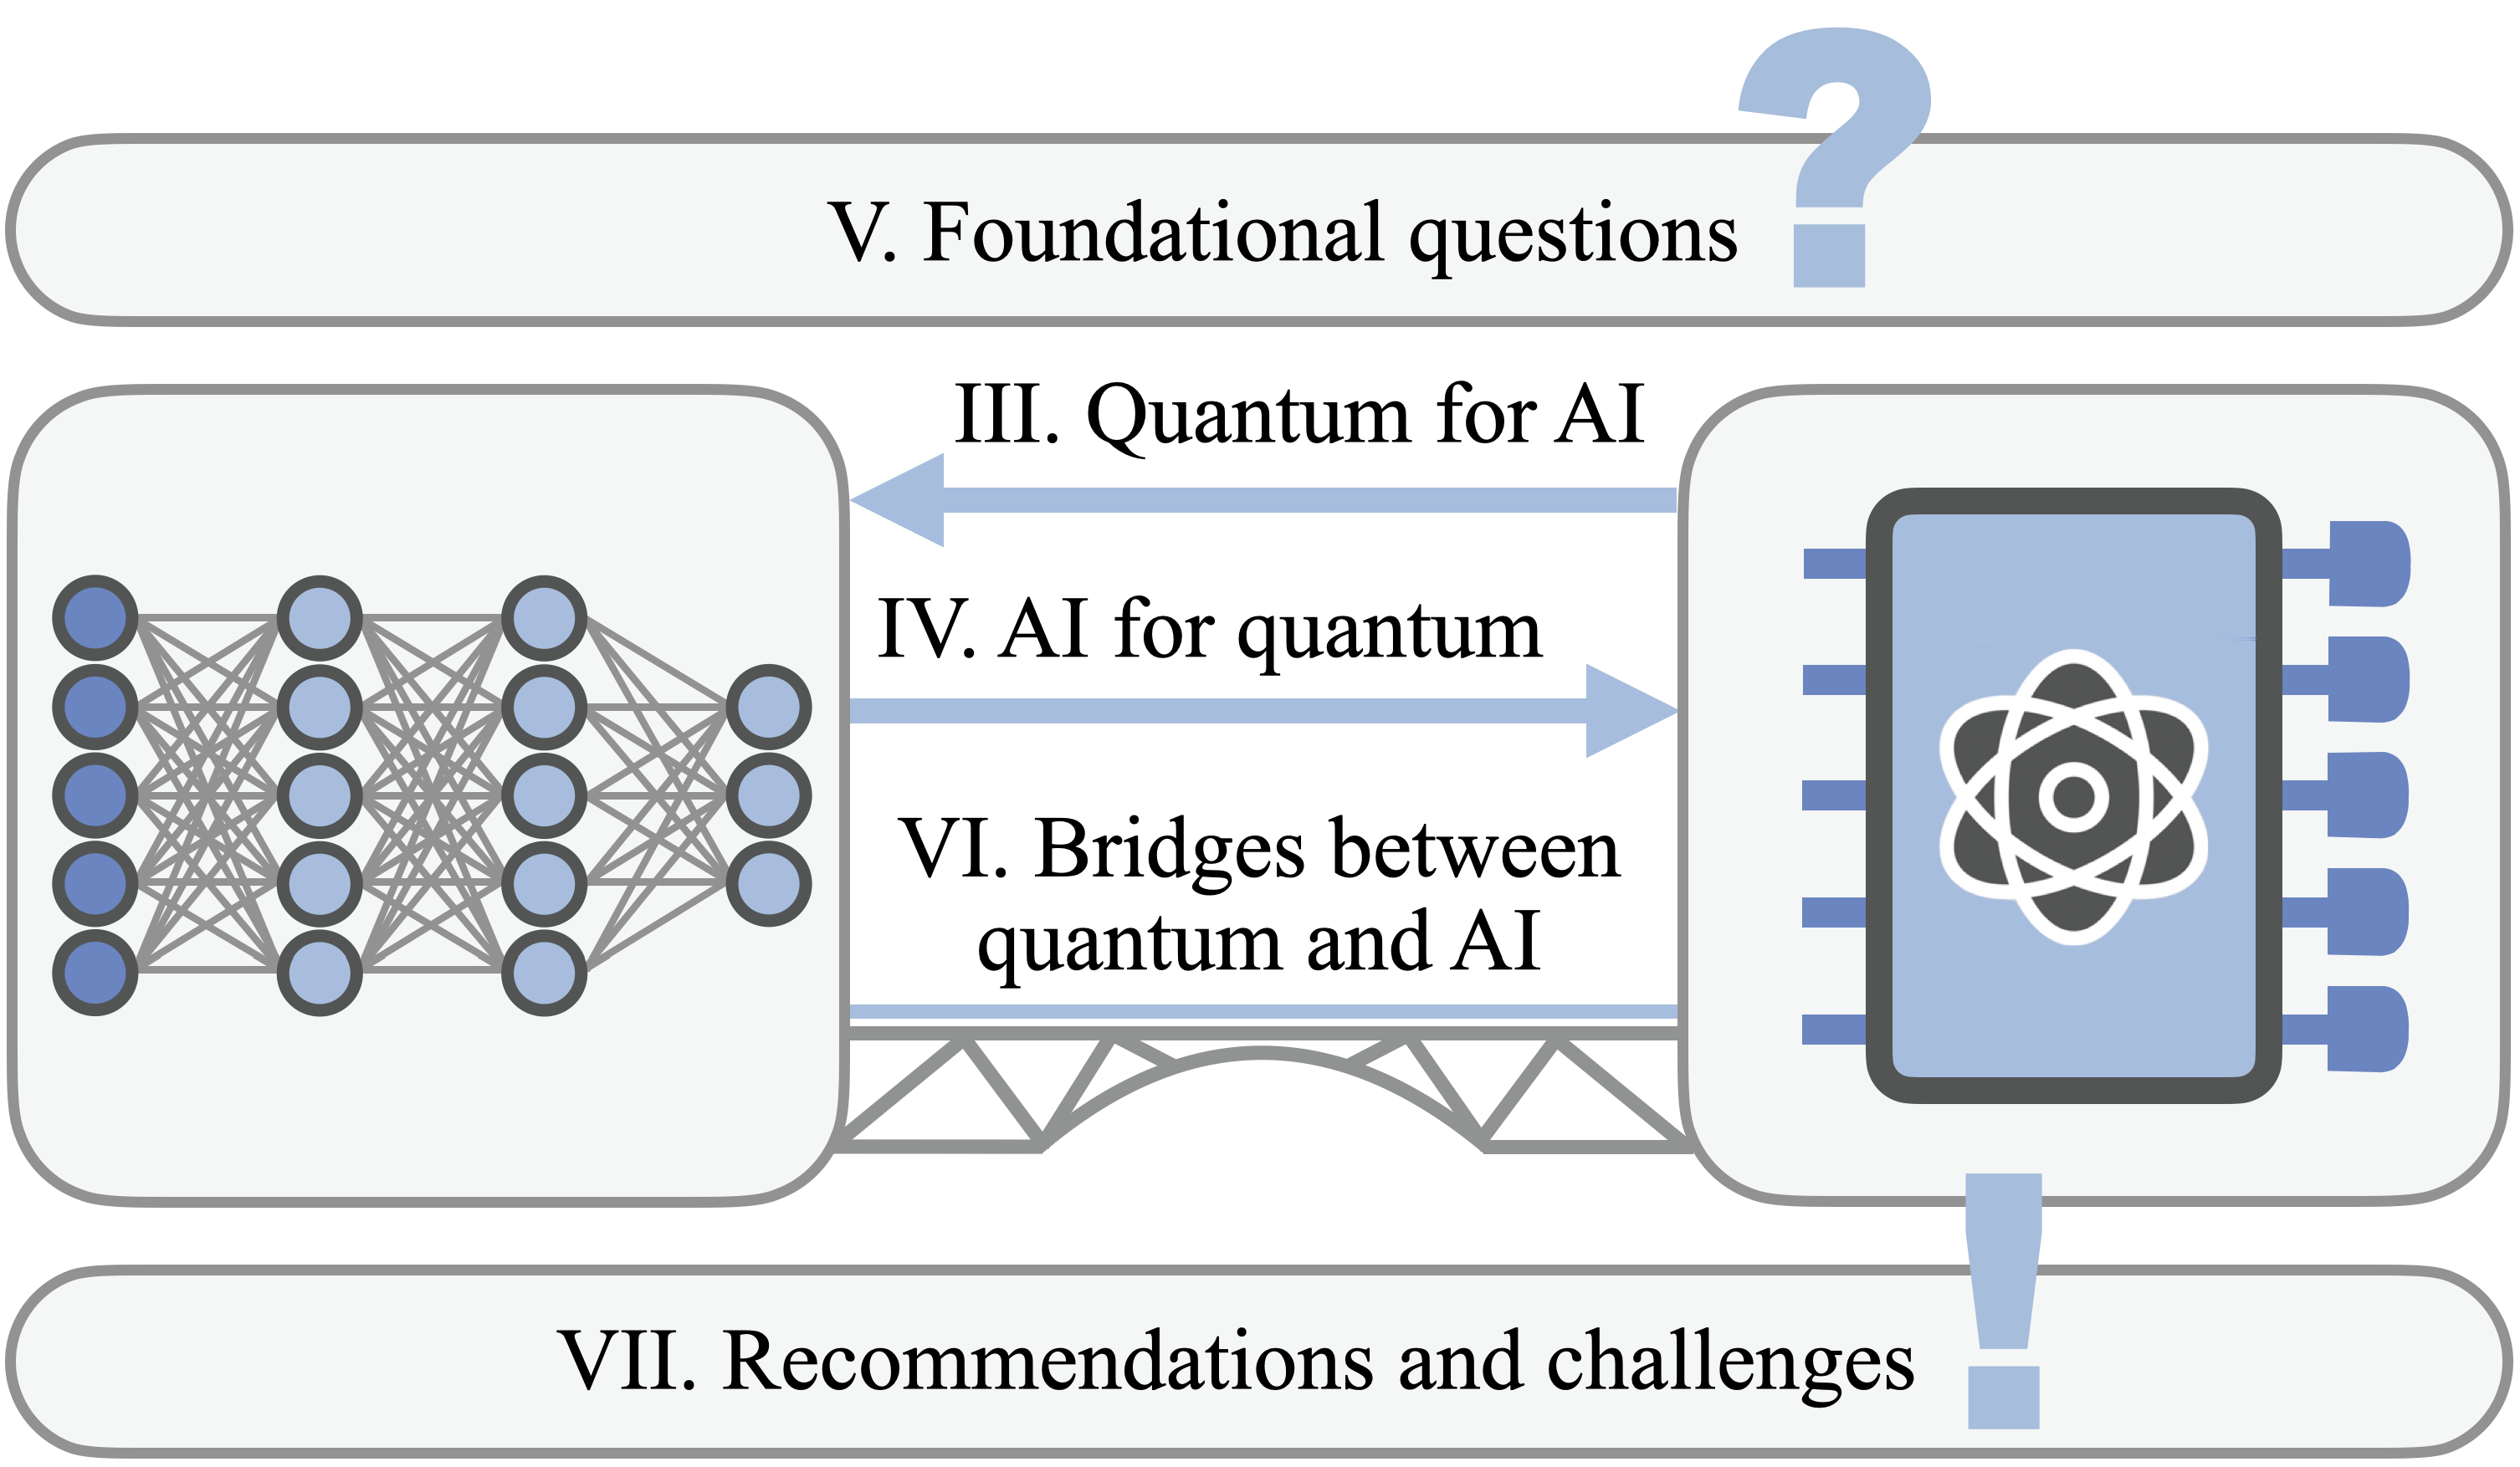 ?
V. Foundational questions
III. Quantum for AI
IV. AI for quantum
VI. Bridges between
quantum and AI
!
VII. Recommendations and challenges